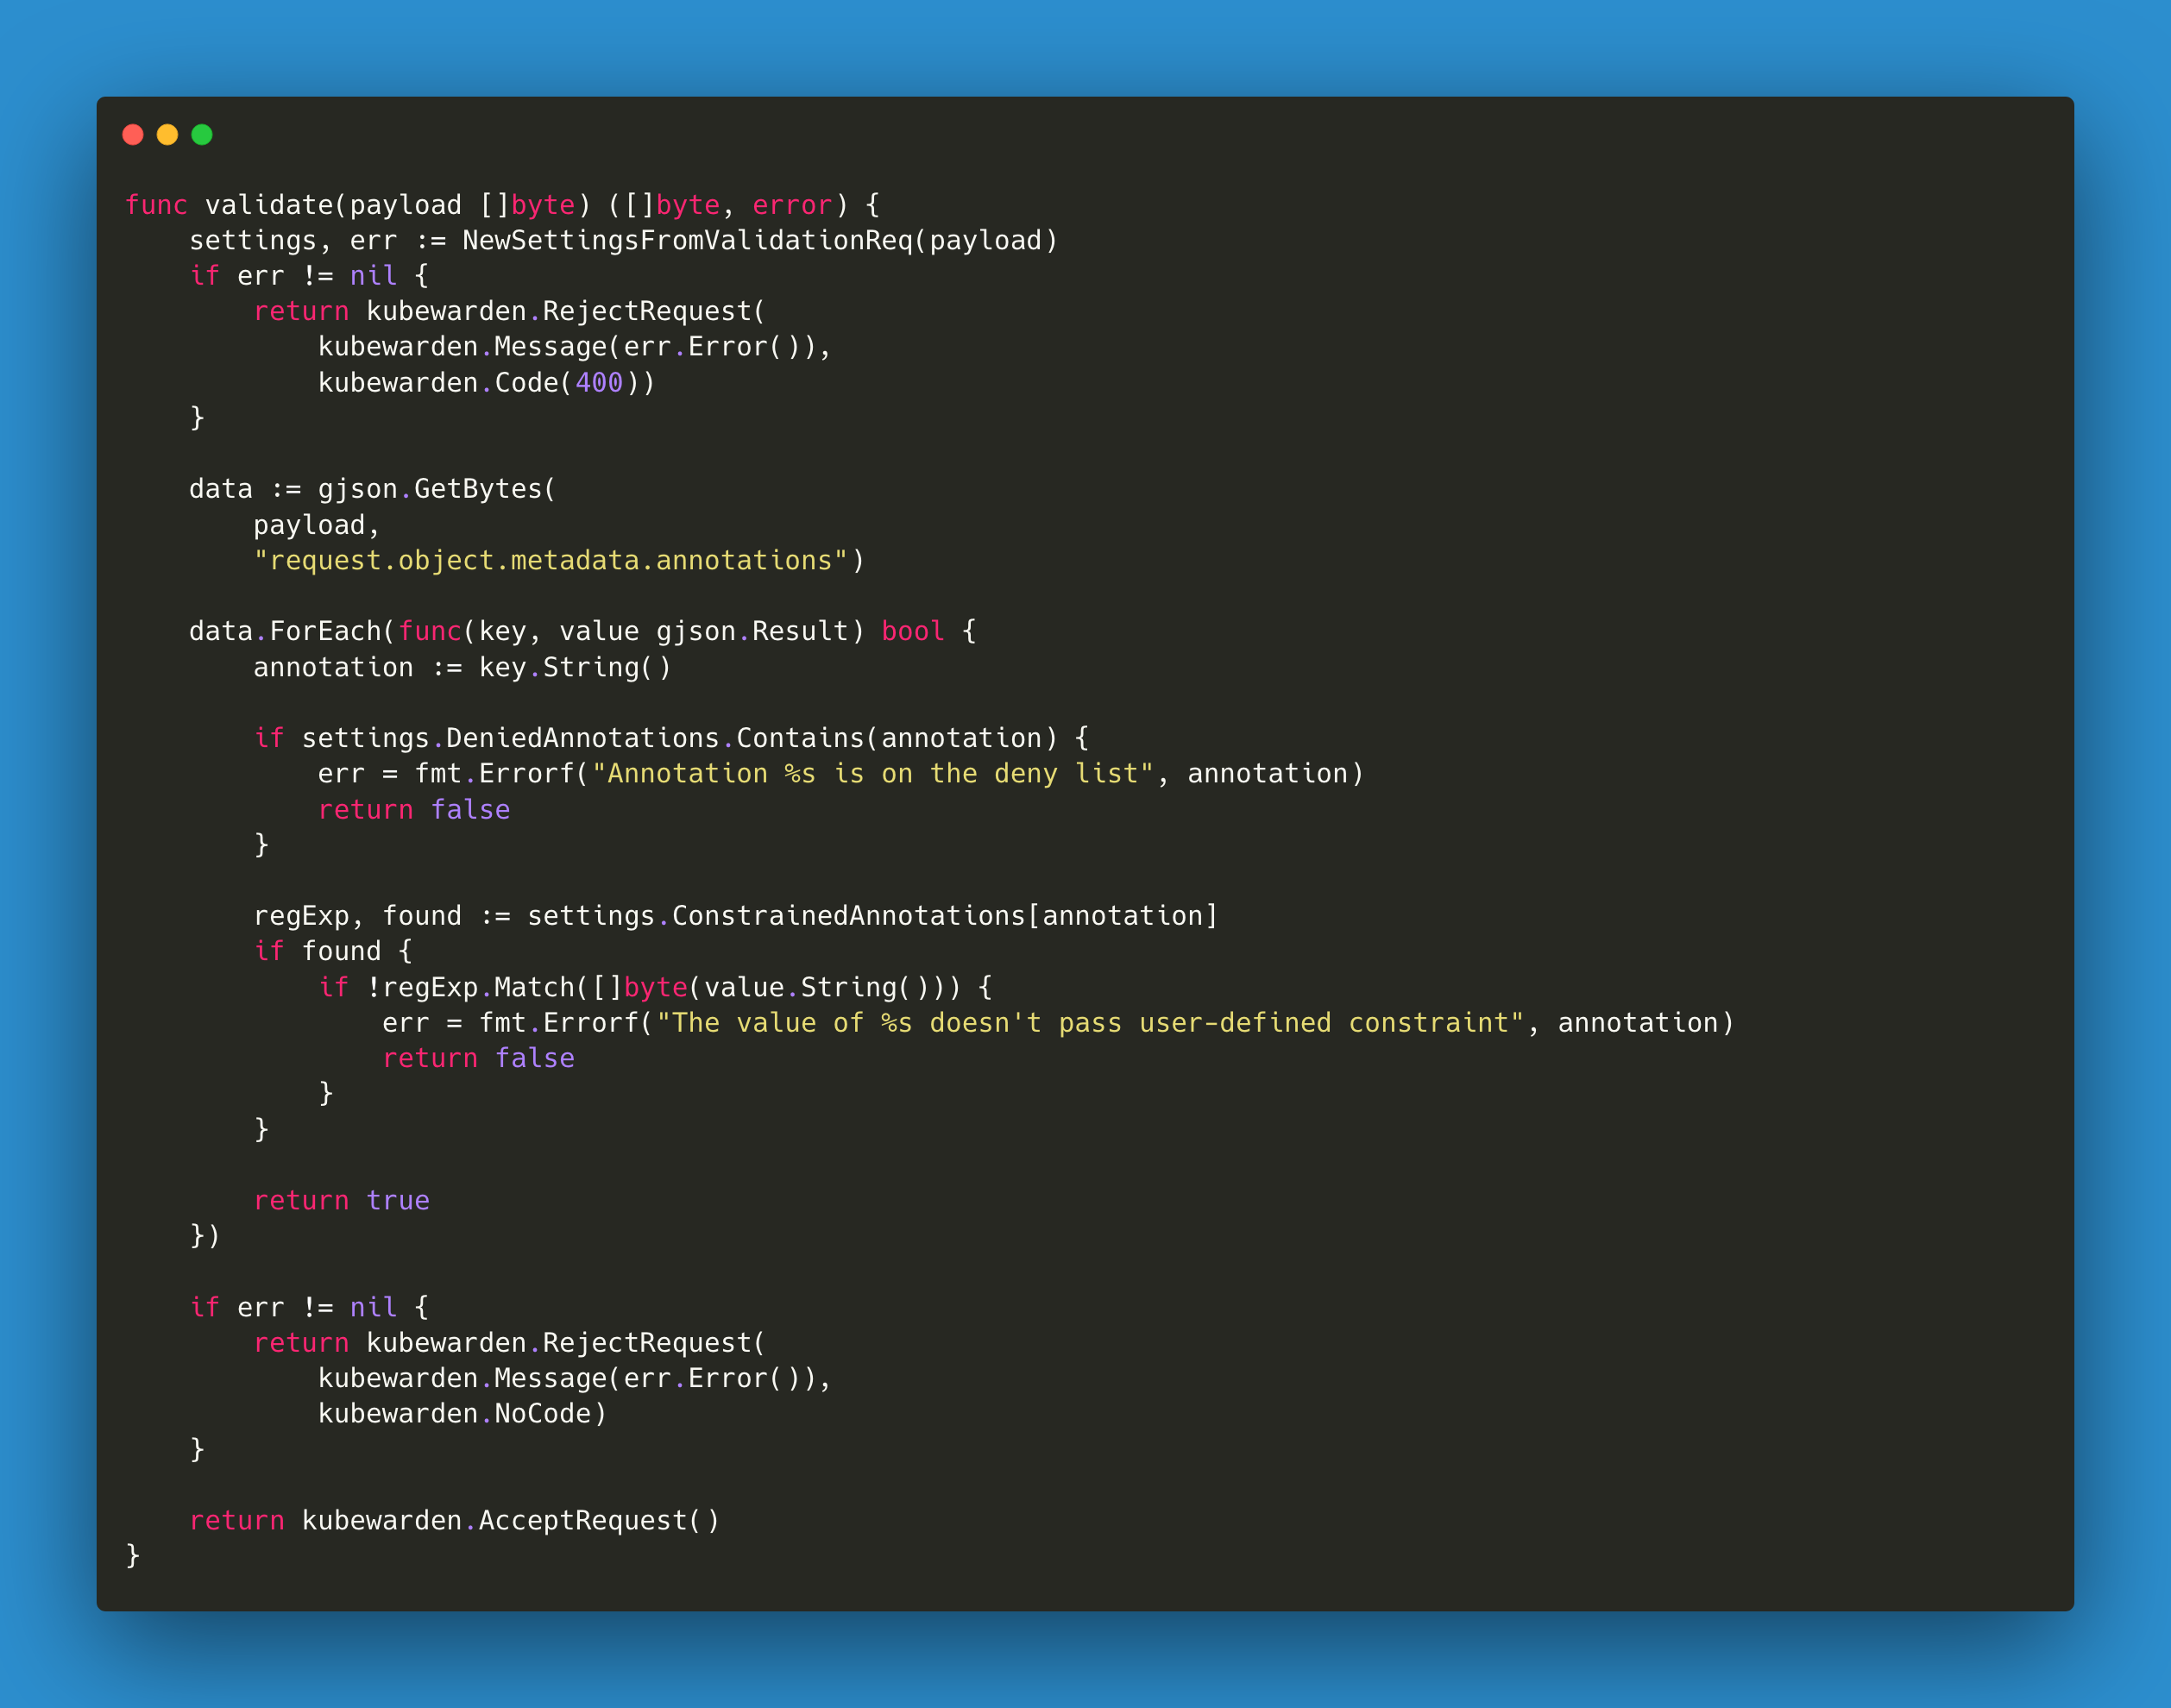 func validate(payload []byte) ([]byte, error) {
    settings, err := NewSettingsFromValidationReq(payload)
    if err != nil {
        return kubewarden.RejectRequest(
            kubewarden.Message(err.Error()),
            kubewarden.Code(400))
    }

    data := gjson.GetBytes(
        payload,
        "request.object.metadata.annotations")

    data.ForEach(func(key, value gjson.Result) bool {
        annotation := key.String()

        if settings.DeniedAnnotations.Contains(annotation) {
            err = fmt.Errorf("Annotation %s is on the deny list", annotation)
            return false
        }

        regExp, found := settings.ConstrainedAnnotations[annotation]
        if found {
            if !regExp.Match([]byte(value.String())) {
                err = fmt.Errorf("The value of %s doesn't pass user-defined constraint", annotation)
                return false
            }
        }

        return true
    })

    if err != nil {
        return kubewarden.RejectRequest(
            kubewarden.Message(err.Error()),
            kubewarden.NoCode)
    }

    return kubewarden.AcceptRequest()
}